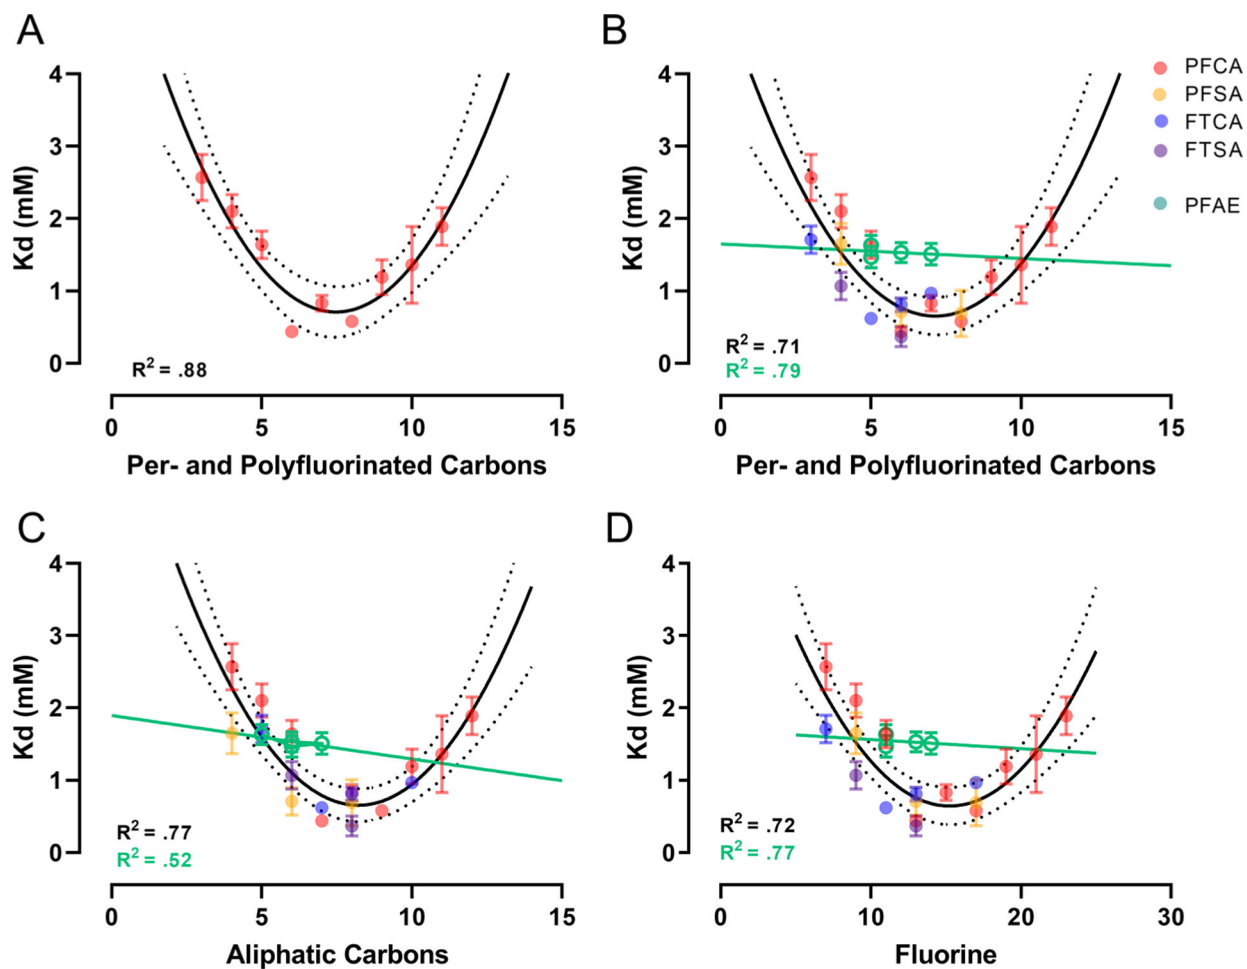 A
4
3
2
1
0
Kd (mM)
R² = .88
0 5 10 15
Per- and Polyfluorinated Carbons
B
4
3
2
1
0
Kd (mM)
R² = .71
R² = .79
0 5 10 15
Per- and Polyfluorinated Carbons
PFCA
PFSA
FTCA
FTSA
PFAE
C
4
3
2
1
0
Kd (mM)
R² = .77
R² = .52
0 5 10 15
Aliphatic Carbons
D
4
3
2
1
0
Kd (mM)
R² = .72
R² = .77
0 10 20 30
Fluorine